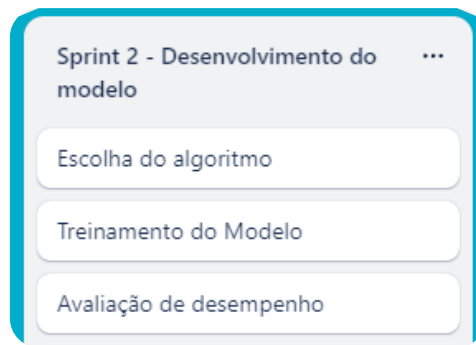 Sprint 2 - Desenvolvimento do ...
modelo
Escolha do algoritmo
Treinamento do Modelo
Avaliação de desempenho